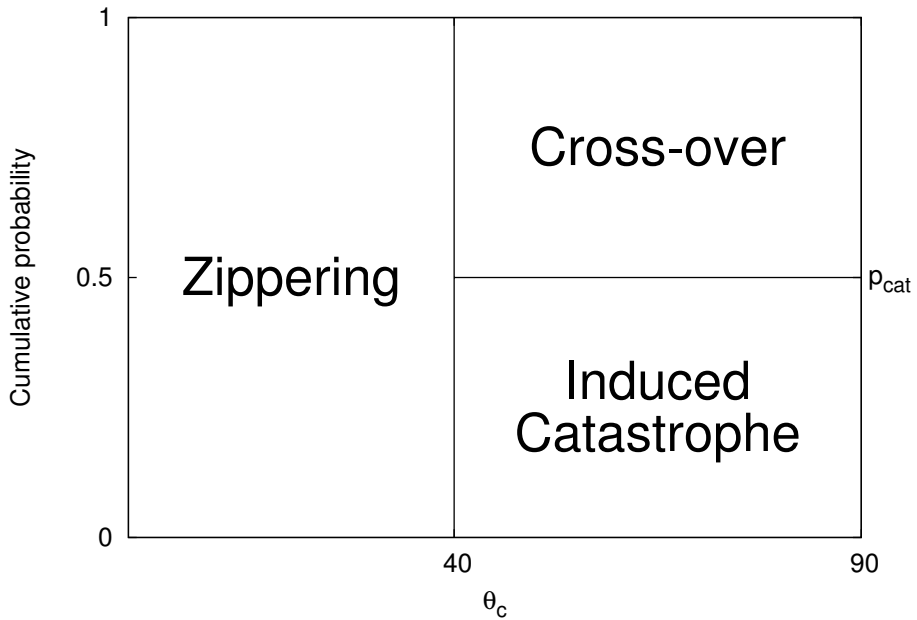 1
Cross-over
Cumulative probability
0.5
Zippering
p_cat
Induced
Catastrophe
0
40
90
θ_c